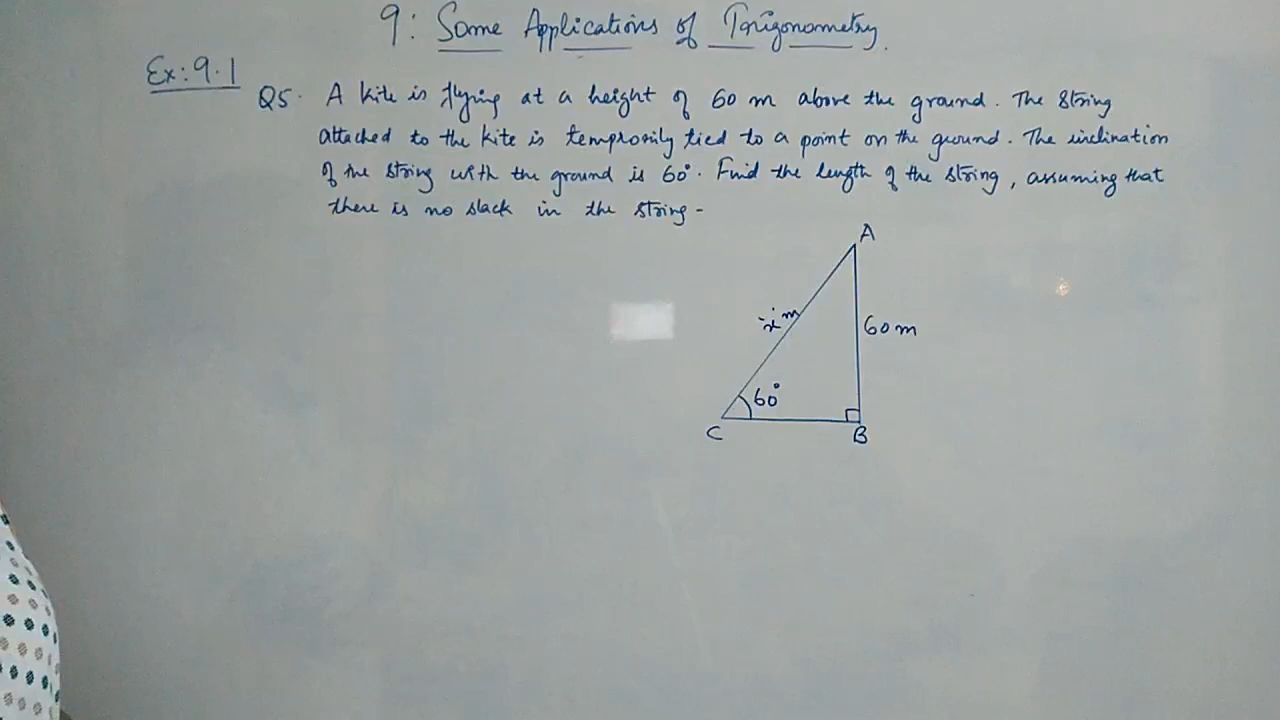 9: Some Applications of Trigonometry.
Ex: 9.1
Q5. A kite is flying at a height of 60 m above the ground. The string
attached to the kite is temprosily tied to a point on the ground. The inclination
of the string with the ground is 60°. Find the length of the string, assuming that
there is no slack in the string -
A
x m
60 m
60°
C
B